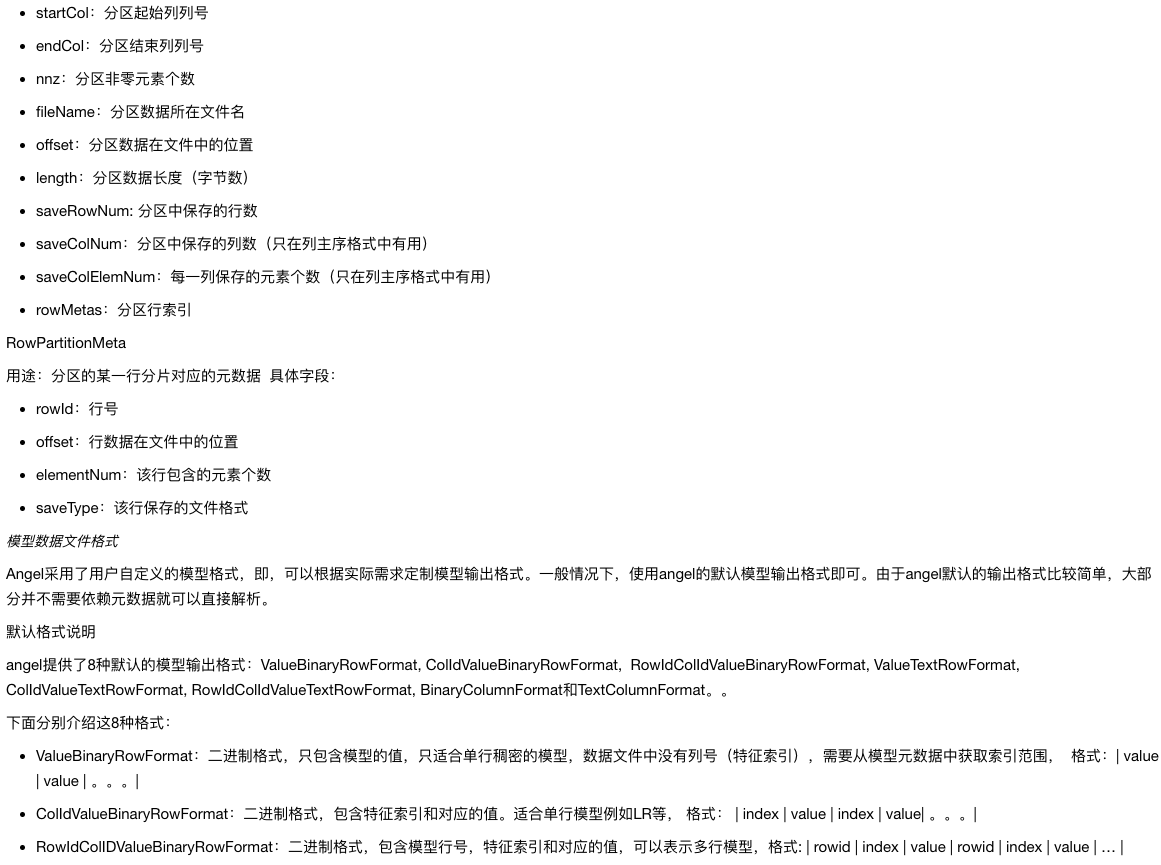 • startCol：分区起始列列号
• endCol：分区结束列列号
• nnz：分区非零元素个数
• fileName：分区数据所在文件名
• offset：分区数据在文件中的位置
• length：分区数据长度（字节数）
• saveRowNum: 分区中保存的行数
• saveColNum：分区中保存的列数（只在列主序格式中有用）
• saveColElemNum：每一列保存的元素个数（只在列主序格式中有用）
• rowMetas：分区行索引
RowPartitionMeta
用途：分区的某一行分片对应的元数据 具体字段：
• rowId：行号
• offset：行数据在文件中的位置
• elementNum：该行包含的元素个数
• saveType：该行保存的文件格式
模型数据文件格式
Angel采用了用户自定义的模型格式，即，可以根据实际需求定制模型输出格式。一般情况下，使用angel的默认模型输出格式即可。由于angel默认的输出格式比较简单，大部
分并不需要依赖元数据就可以直接解析。
默认格式说明
angel提供了8种默认的模型输出格式：ValueBinaryRowFormat, ColIdValueBinaryRowFormat，RowIdColIdValueBinaryRowFormat, ValueTextRowFormat,
ColIdValueTextRowFormat, RowIdColIdValueTextRowFormat, BinaryColumnFormat和TextColumnFormat。。
下面分别介绍这8种格式：
• ValueBinaryRowFormat：二进制格式，只包含模型的值，只适合单行稠密的模型，数据文件中没有列号（特征索引），需要从模型元数据中获取索引范围， 格式：| value
| value | 。。。|
• ColIdValueBinaryRowFormat：二进制格式，包含特征索引和对应的值。适合单行模型例如LR等， 格式： | index | value | index | value| 。。。|
• RowIdColIDValueBinaryRowFormat：二进制格式，包含模型行号，特征索引和对应的值，可以表示多行模型，格式: | rowid | index | value | rowid | index | value | … |